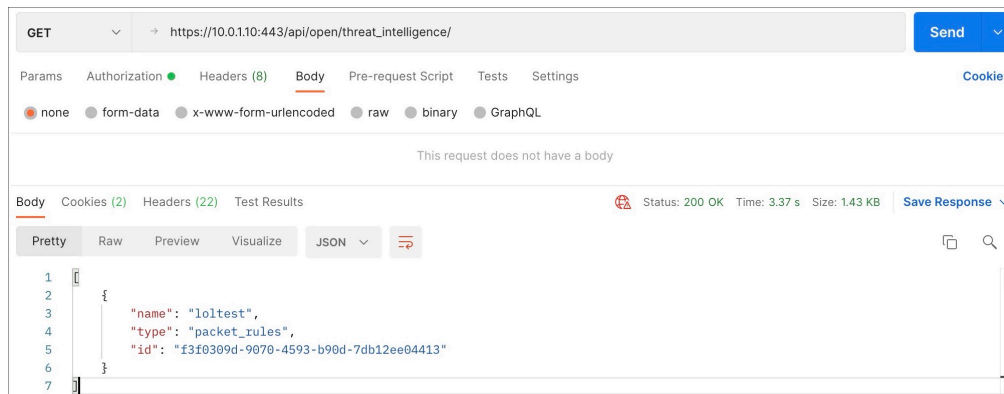 GET https://10.0.1.10:443/api/open/threat_intelligence/ Send
Params Authorization Headers (8) Body Pre-request Script Tests Settings Cookie
none form-data x-www-form-urlencoded raw binary GraphQL
This request does not have a body
Body Cookies (2) Headers (22) Test Results Status: 200 OK Time: 3.37 s Size: 1.43 KB Save Response
Pretty Raw Preview Visualize JSON
1 [
2 {
3 "name": "loltest",
4 "type": "packet_rules",
5 "id": "f3f0309d-9070-4593-b90d-7db12ee04413"
6 }
7 ]